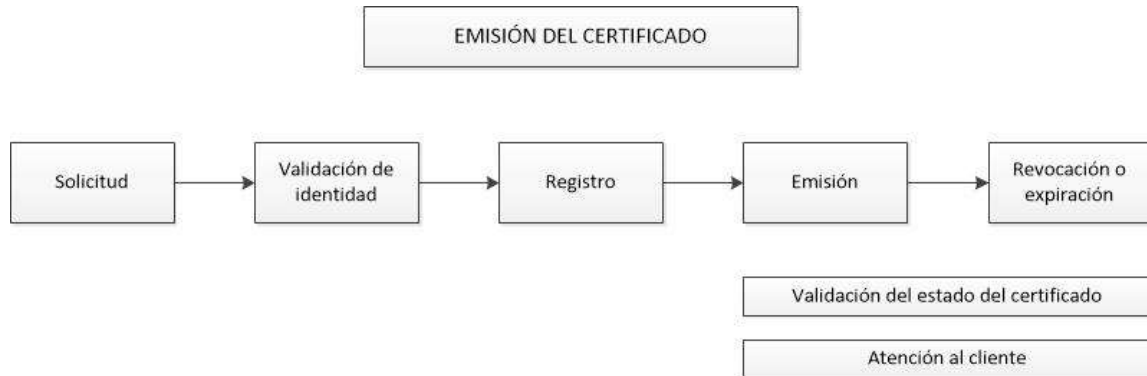 EMISIÓN DEL CERTIFICADO
Solicitud
Validación de
identidad
Registro
Emisión
Revocación o
expiración
Validación del estado del certificado
Atención al cliente